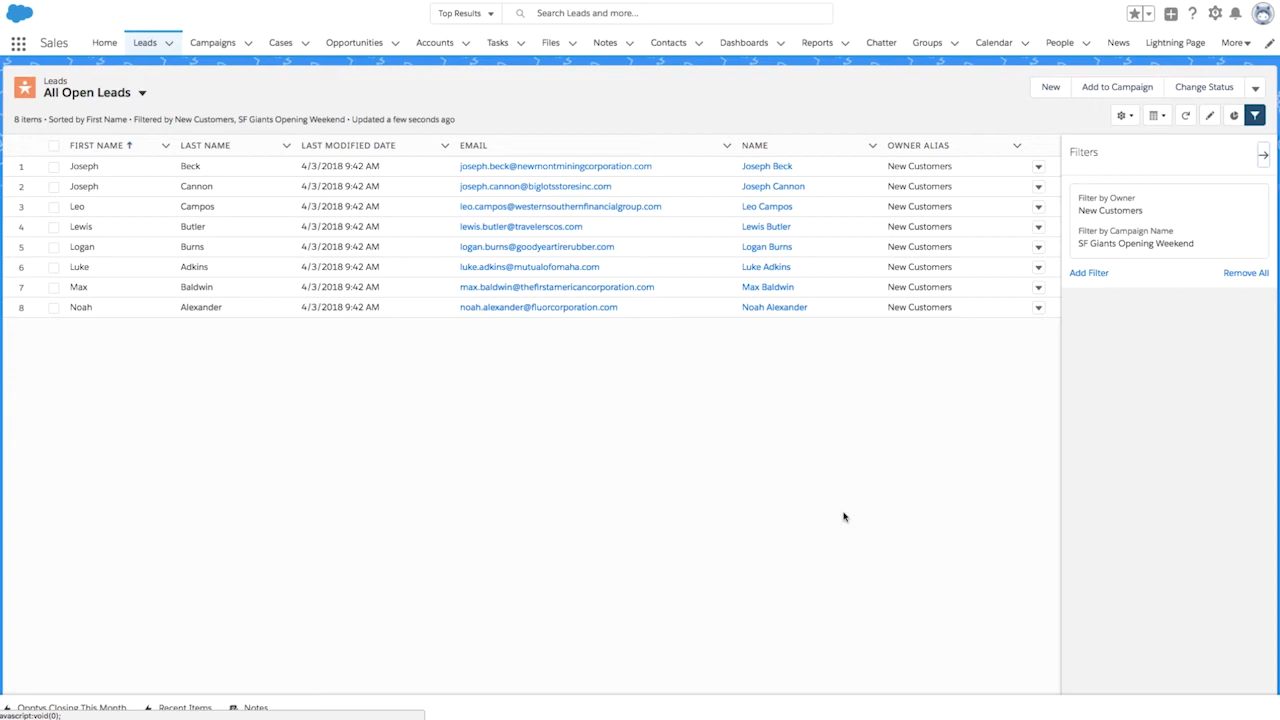 Top Results Search Leads and more...
Sales Home Leads Campaigns Cases Opportunities Accounts Tasks Files Notes Contacts Dashboards Reports Chatter Groups Calendar People News Lightning Page More
Leads
All Open Leads
New Add to Campaign Change Status
8 items • Sorted by First Name • Filtered by New Customers, SF Giants Opening Weekend • Updated a few seconds ago
FIRST NAME LAST NAME LAST MODIFIED DATE EMAIL NAME OWNER ALIAS
1 Joseph Beck 4/3/2018 9:42 AM joseph.beck@newmontminingcorporation.com Joseph Beck New Customers
2 Joseph Cannon 4/3/2018 9:42 AM joseph.cannon@biglotsstoresinc.com Joseph Cannon New Customers
3 Leo Campos 4/3/2018 9:42 AM leo.campos@westernsouthernfinancialgroup.com Leo Campos New Customers
4 Lewis Butler 4/3/2018 9:42 AM lewis.butler@travelerscos.com Lewis Butler New Customers
5 Logan Burns 4/3/2018 9:42 AM logan.burns@goodyeartirerubber.com Logan Burns New Customers
6 Luke Adkins 4/3/2018 9:42 AM luke.adkins@mutualofomaha.com Luke Adkins New Customers
7 Max Baldwin 4/3/2018 9:42 AM max.baldwin@thefirstamericancorporation.com Max Baldwin New Customers
8 Noah Alexander 4/3/2018 9:42 AM noah.alexander@fluorcorporation.com Noah Alexander New Customers
Filters
Filter by Owner
New Customers
Filter by Campaign Name
SF Giants Opening Weekend
Add Filter Remove All
Opptys Closing This Month Recent Items Notes
avascript:void(0);